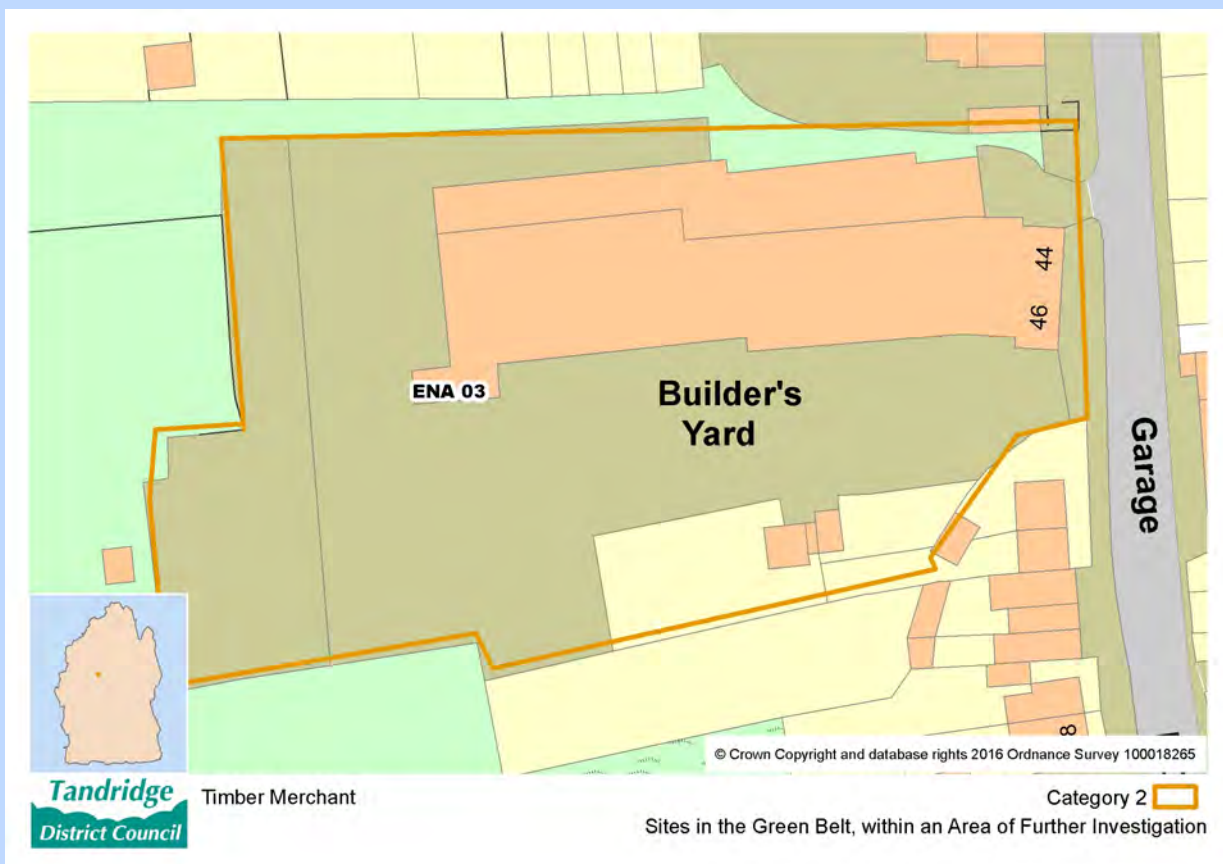 44
46
ENA 03
Builder's
Yard
Garage
8
© Crown Copyright and database rights 2016 Ordnance Survey 100018265
Tandridge
District Council
Timber Merchant
Category 2
Sites in the Green Belt, within an Area of Further Investigation